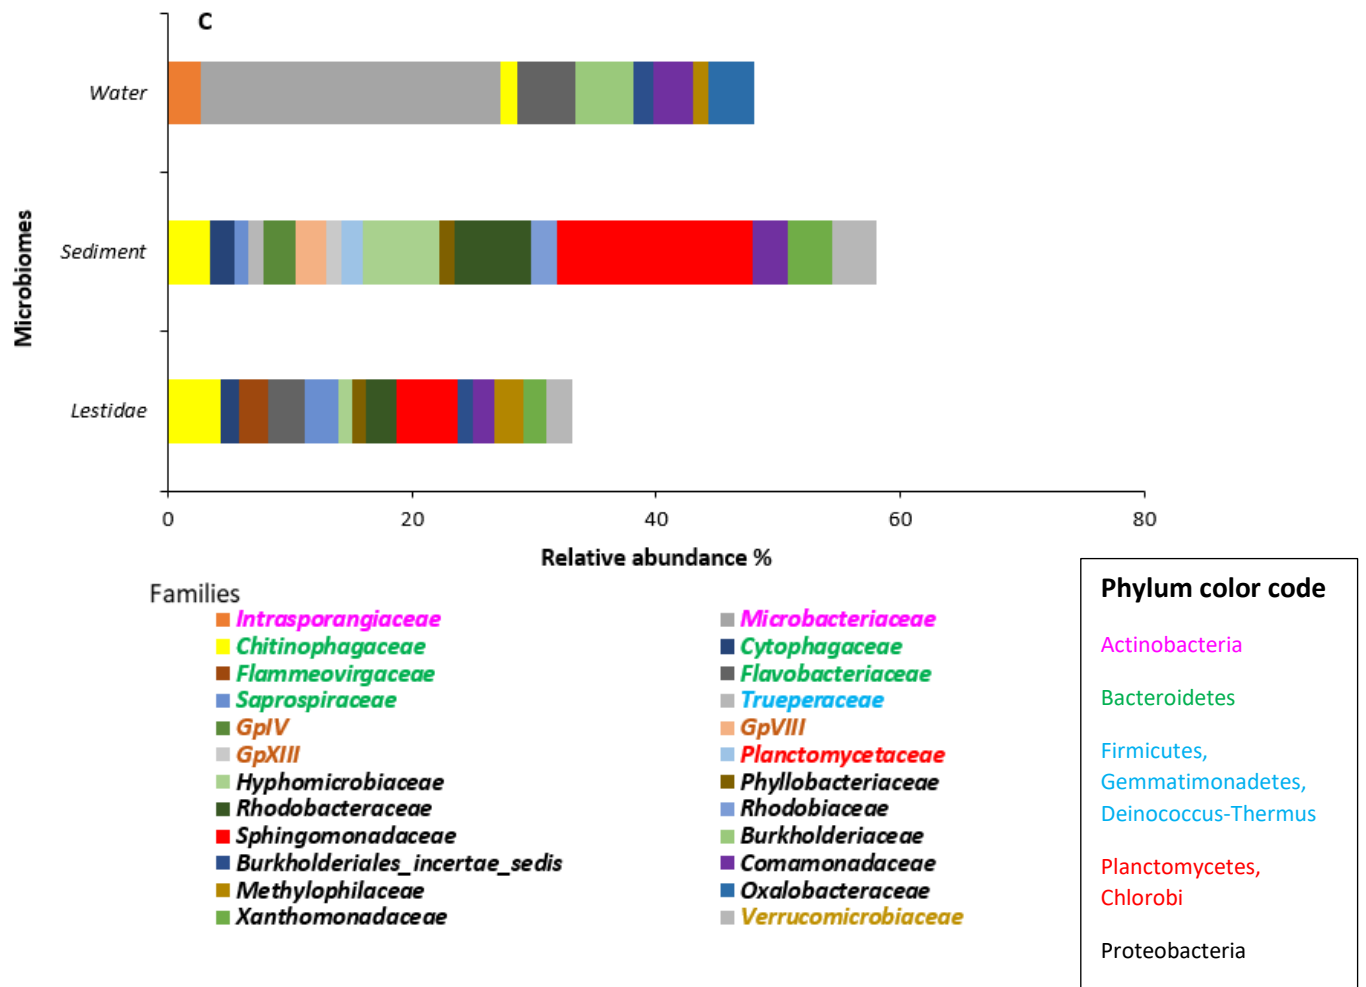 C
Water
Sediment
Lestidae
Microbiomes
0 20 40 60 80
Relative abundance %
Families
Intrasporangiaceae Microbacteriaceae
Chitinophagaceae Cytophagaceae
Flammeovirgaceae Flavobacteriaceae
Saprospiraceae Trueperaceae
GpIV GpVIII
GpXIII Planctomycetaceae
Hyphomicrobiaceae Phyllobacteriaceae
Rhodobacteraceae Rhodobiaceae
Sphingomonadaceae Burkholderiaceae
Burkholderiales_incertae_sedis Comamonadaceae
Methylophilaceae Oxalobacteraceae
Xanthomonadaceae Verrucomicrobiaceae
Phylum color code
Actinobacteria
Bacteroidetes
Firmicutes,
Gemmatimonadetes,
Deinococcus-Thermus
Planctomycetes,
Chlorobi
Proteobacteria